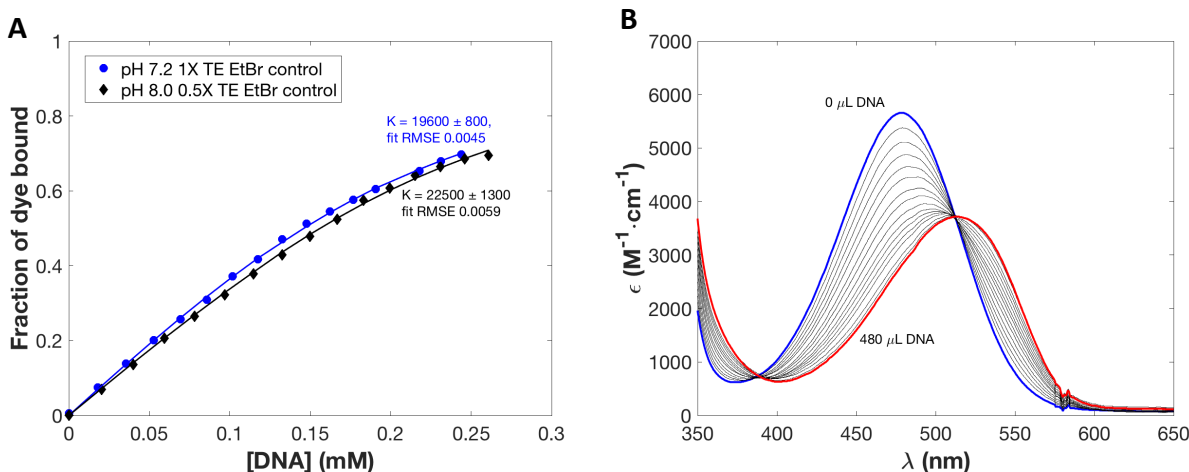 A
Fraction of dye bound
1
0.8
0.6
0.4
0.2
0
pH 7.2 1X TE EtBr control
pH 8.0 0.5X TE EtBr control
K = 19600 ± 800,
fit RMSE 0.0045
K = 22500 ± 1300
fit RMSE 0.0059
0 0.05 0.1 0.15 0.2 0.25 0.3
[DNA] (mM)
B
ϵ (M⁻¹·cm⁻¹)
7000
6000
5000
4000
3000
2000
1000
0
0 μL DNA
480 μL DNA
350 400 450 500 550 600 650
λ (nm)